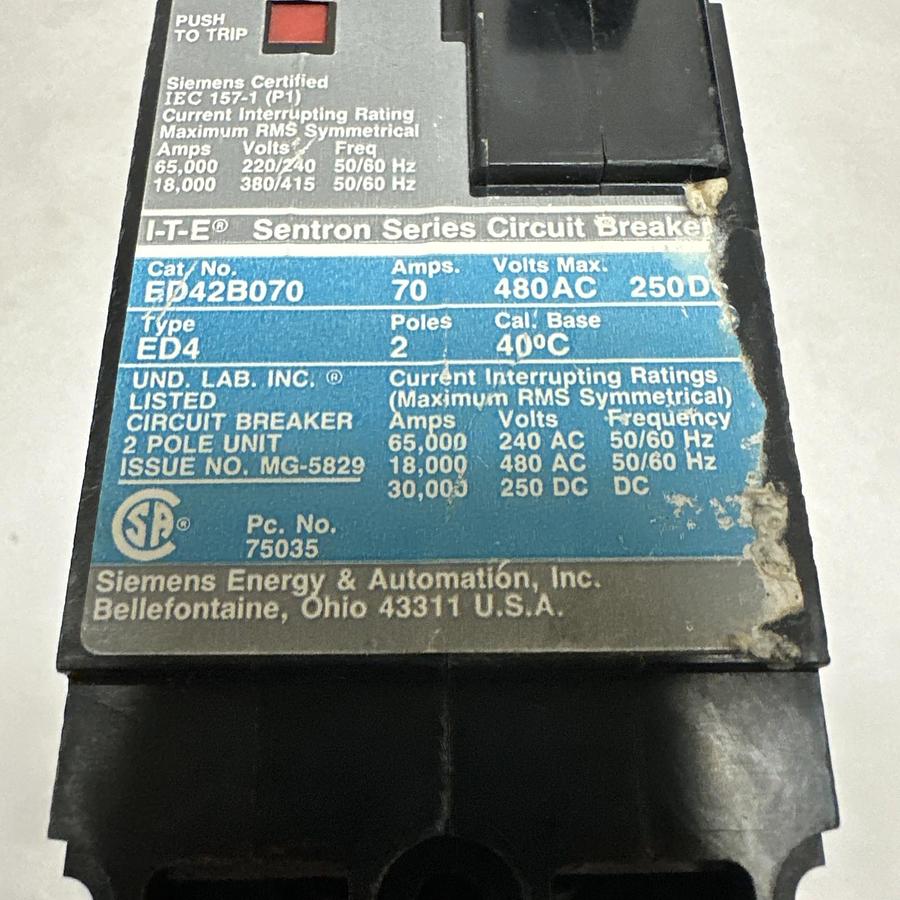 PUSH
TO TRIP
Siemens Certified
IEC 157-1 (P1)
Current Interrupting Rating
Maximum RMS Symmetrical
Amps Volts Freq
65,000 220/240 50/60 Hz
18,000 380/415 50/60 Hz
I-T-E® Sentron Series Circuit Breaker
Cat. No. Amps. Volts Max.
ED42B070 70 480 AC 250 D
Type Poles Cal. Base
ED4 2 40°C
UND. LAB. INC. ® Current Interrupting Ratings
LISTED (Maximum RMS Symmetrical)
CIRCUIT BREAKER Amps Volts Frequency
2 POLE UNIT 65,000 240 AC 50/60 Hz
ISSUE NO. MG-5829 18,000 480 AC 50/60 Hz
30,000 250 DC DC
SA ® Pc. No.
75035
Siemens Energy & Automation, Inc.
Bellefontaine, Ohio 43311 U.S.A.